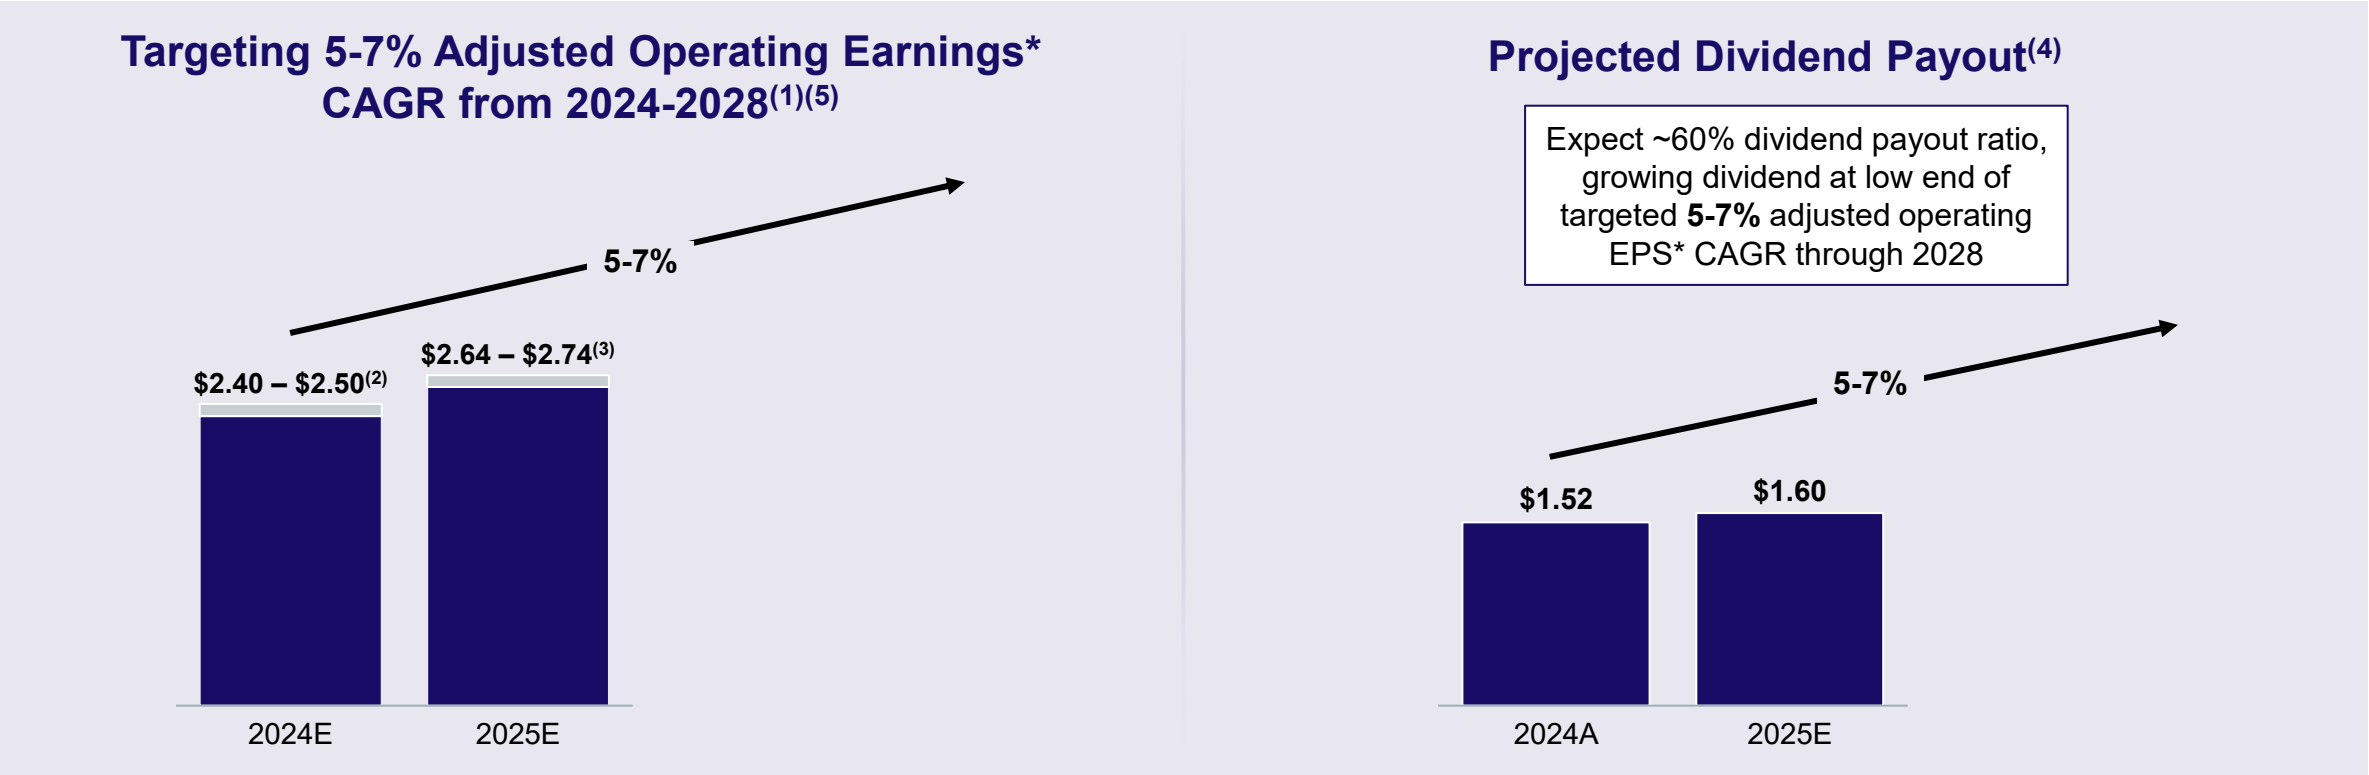 Targeting 5-7% Adjusted Operating Earnings*
CAGR from 2024-2028(1)(5)
5-7%
$2.40 – $2.50(2)
$2.64 – $2.74(3)
2024E
2025E
Projected Dividend Payout(4)
Expect ~60% dividend payout ratio,
growing dividend at low end of
targeted 5-7% adjusted operating
EPS* CAGR through 2028
5-7%
$1.52
$1.60
2024A
2025E